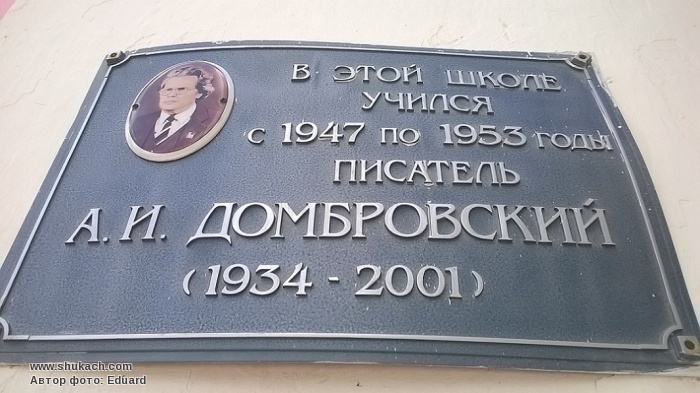 В ЭТОЙ ШКОЛЕ
УЧИЛСЯ
с 1947 по 1953 годы
ПИСАТЕЛЬ
А. И. ДОМБРОВСКИЙ
(1934 - 2001)
www.shukach.com
Автор фото: Eduard